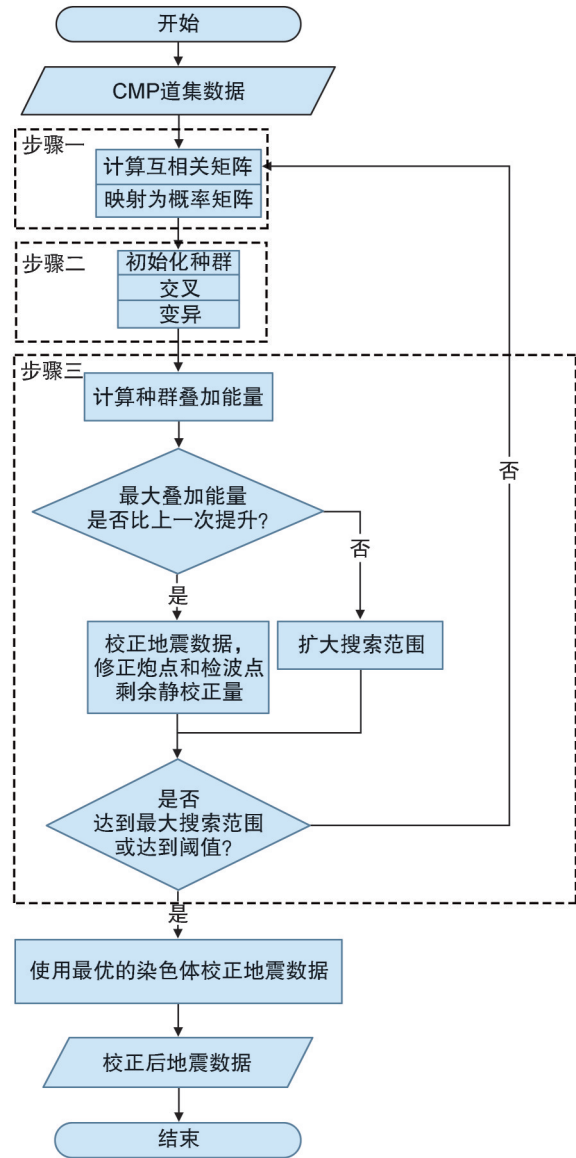 开始
CMP道集数据
步骤一
计算互相关矩阵
映射为概率矩阵
步骤二
初始化种群
交叉
变异
步骤三
计算种群叠加能量
最大叠加能量
是否比上一次提升?
否
是
校正地震数据,
修正炮点和检波点
剩余静校正量
扩大搜索范围
否
是否
达到最大搜索范围
或达到阈值?
是
使用最优的染色体校正地震数据
校正后地震数据
结束